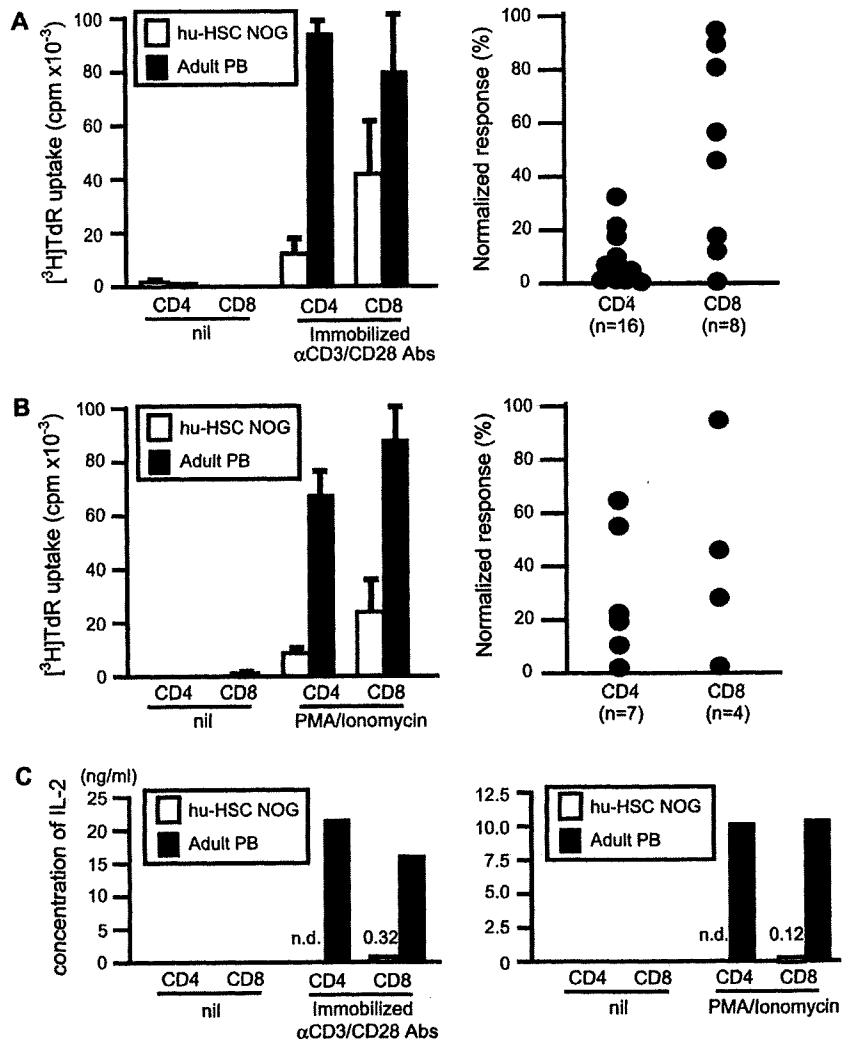 A
[³H]TdR uptake (cpm x10⁻³)
100
80
60
40
20
0
hu-HSC NOG
Adult PB
CD4 CD8 CD4 CD8
nil
Immobilized
αCD3/CD28 Abs
Normalized response (%)
100
80
60
40
20
0
CD4 CD8
(n=16) (n=8)
B
[³H]TdR uptake (cpm x10⁻³)
100
80
60
40
20
0
hu-HSC NOG
Adult PB
CD4 CD8 CD4 CD8
nil PMA/Ionomycin
Normalized response (%)
100
80
60
40
20
0
CD4 CD8
(n=7) (n=4)
C
(ng/ml)
concentration of IL-2
25
20
15
10
5
0
hu-HSC NOG
Adult PB
n.d. 0.32
CD4 CD8 CD4 CD8
nil
Immobilized
αCD3/CD28 Abs
12.5
10.0
7.5
5.0
2.5
0
hu-HSC NOG
Adult PB
n.d. 0.12
CD4 CD8 CD4 CD8
nil PMA/Ionomycin